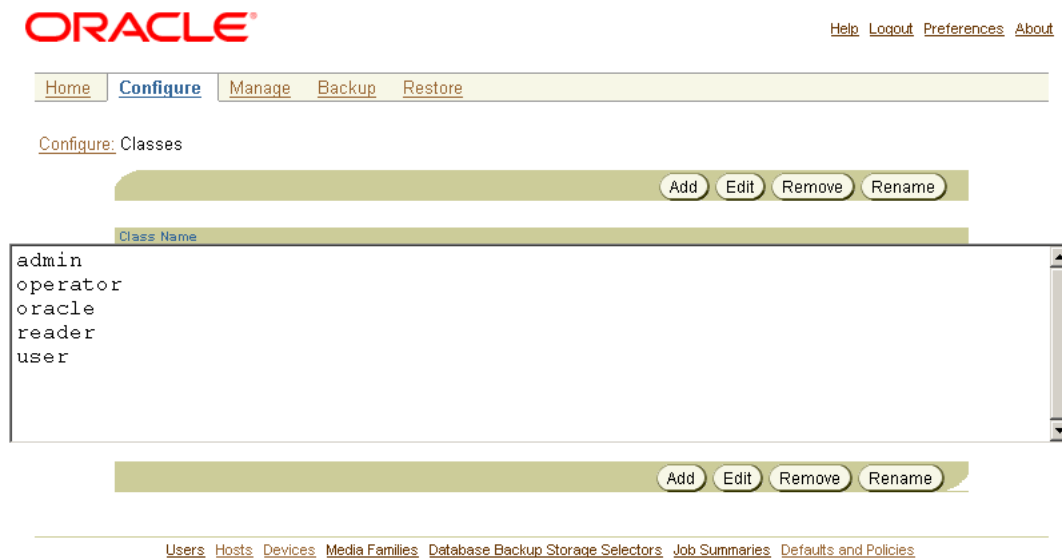 ORACLE®
Help Logout Preferences About
Home Configure Manage Backup Restore
Configure: Classes
Add Edit Remove Rename
Class Name
admin
operator
oracle
reader
user
Add Edit Remove Rename
Users Hosts Devices Media Families Database Backup Storage Selectors Job Summaries Defaults and Policies